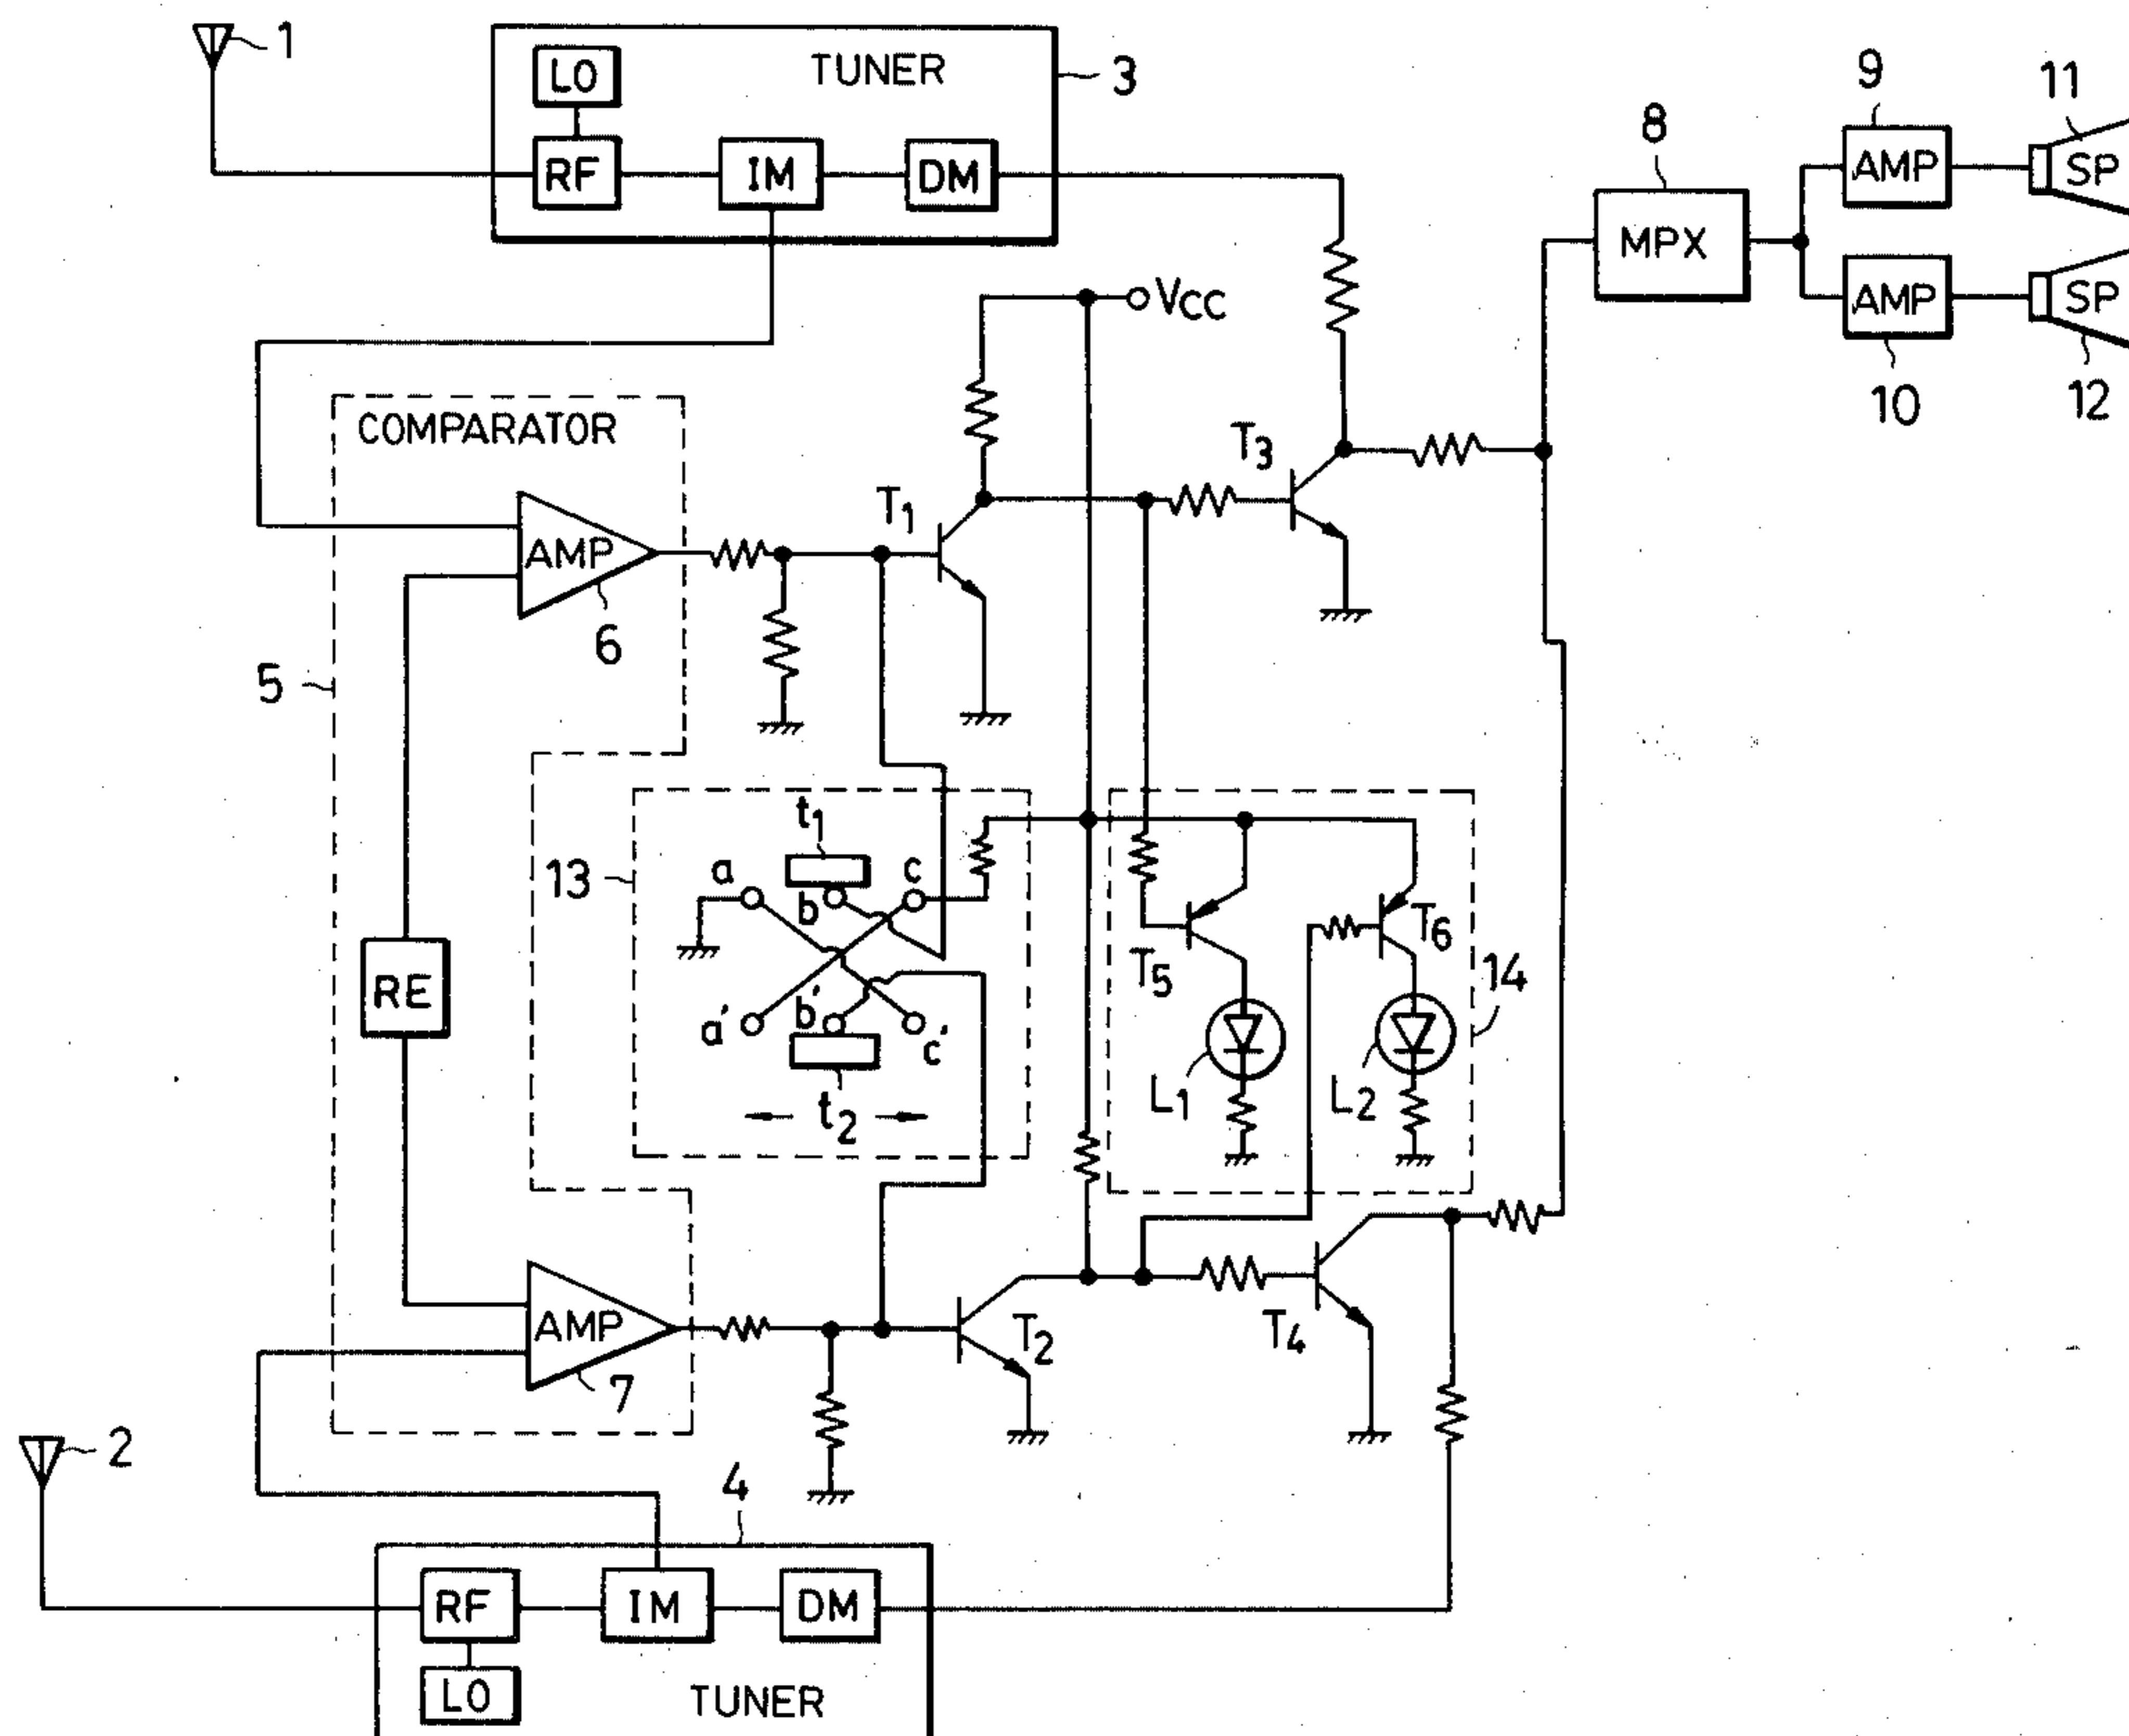 1
LO
TUNER
3
RF
IM
DM
8
MPX
9
AMP
11
SP
AMP
10
SP
12
VCC
COMPARATOR
AMP
6
T1
T3
5
13
t1
a
b
c
a'
b'
c'
t2
RE
T5
T6
14
L1
L2
AMP
7
T2
T4
2
4
RF
IM
DM
LO
TUNER